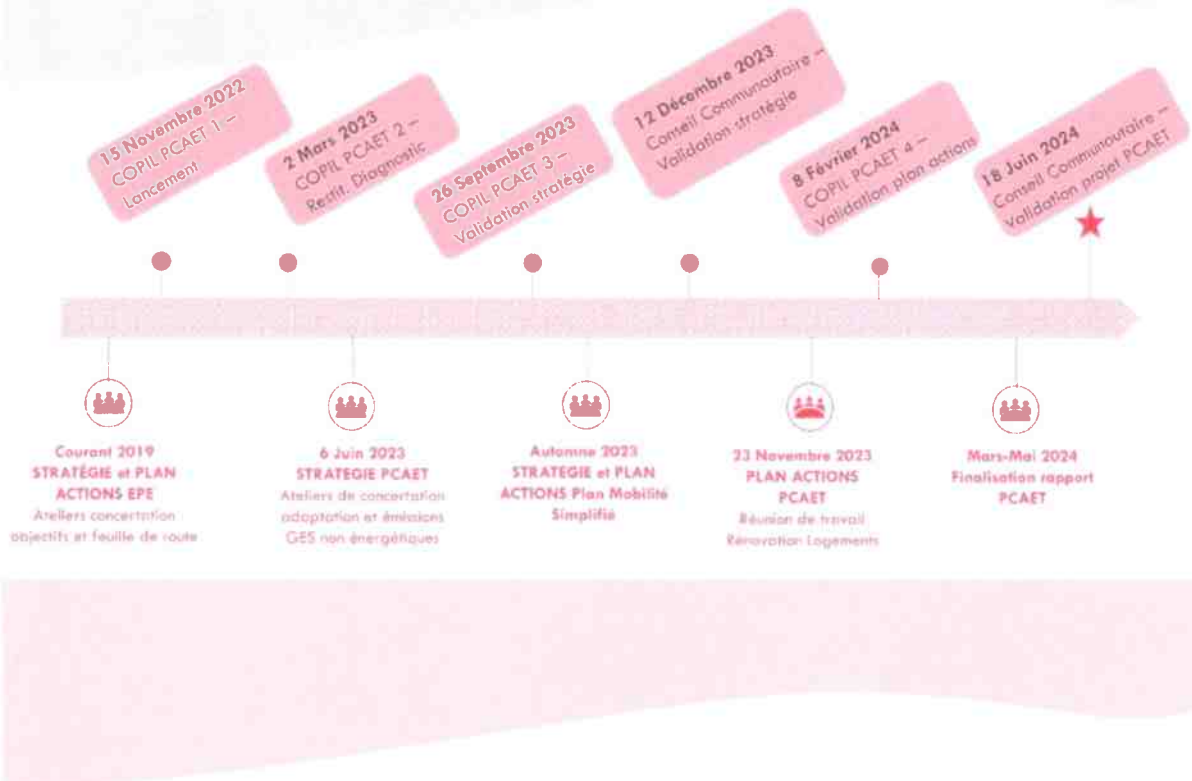 15 Novembre 2022
COPIL PCAET 1 –
Lancement
2 Mars 2023
COPIL PCAET 2 –
Restit. Diagnostic
26 Septembre 2023
COPIL PCAET 3 –
Validation stratégie
12 Décembre 2023
Conseil Communautaire –
Validation stratégie
8 Février 2024
COPIL PCAET 4 –
Validation plan actions
18 Juin 2024
Conseil Communautaire –
Validation projet PCAET
Courant 2019
STRATÉGIE et PLAN
ACTIONS EPE
Ateliers concertation
objectifs et feuille de route
6 Juin 2023
STRATEGIE PCAET
Ateliers de concertation
adaptation et émissions
GES non énergétiques
Automne 2023
STRATEGIE et PLAN
ACTIONS Plan Mobilité
Simplifié
23 Novembre 2023
PLAN ACTIONS
PCAET
Réunion de travail
Rénovation Logements
Mars-Mai 2024
Finalisation rapport
PCAET